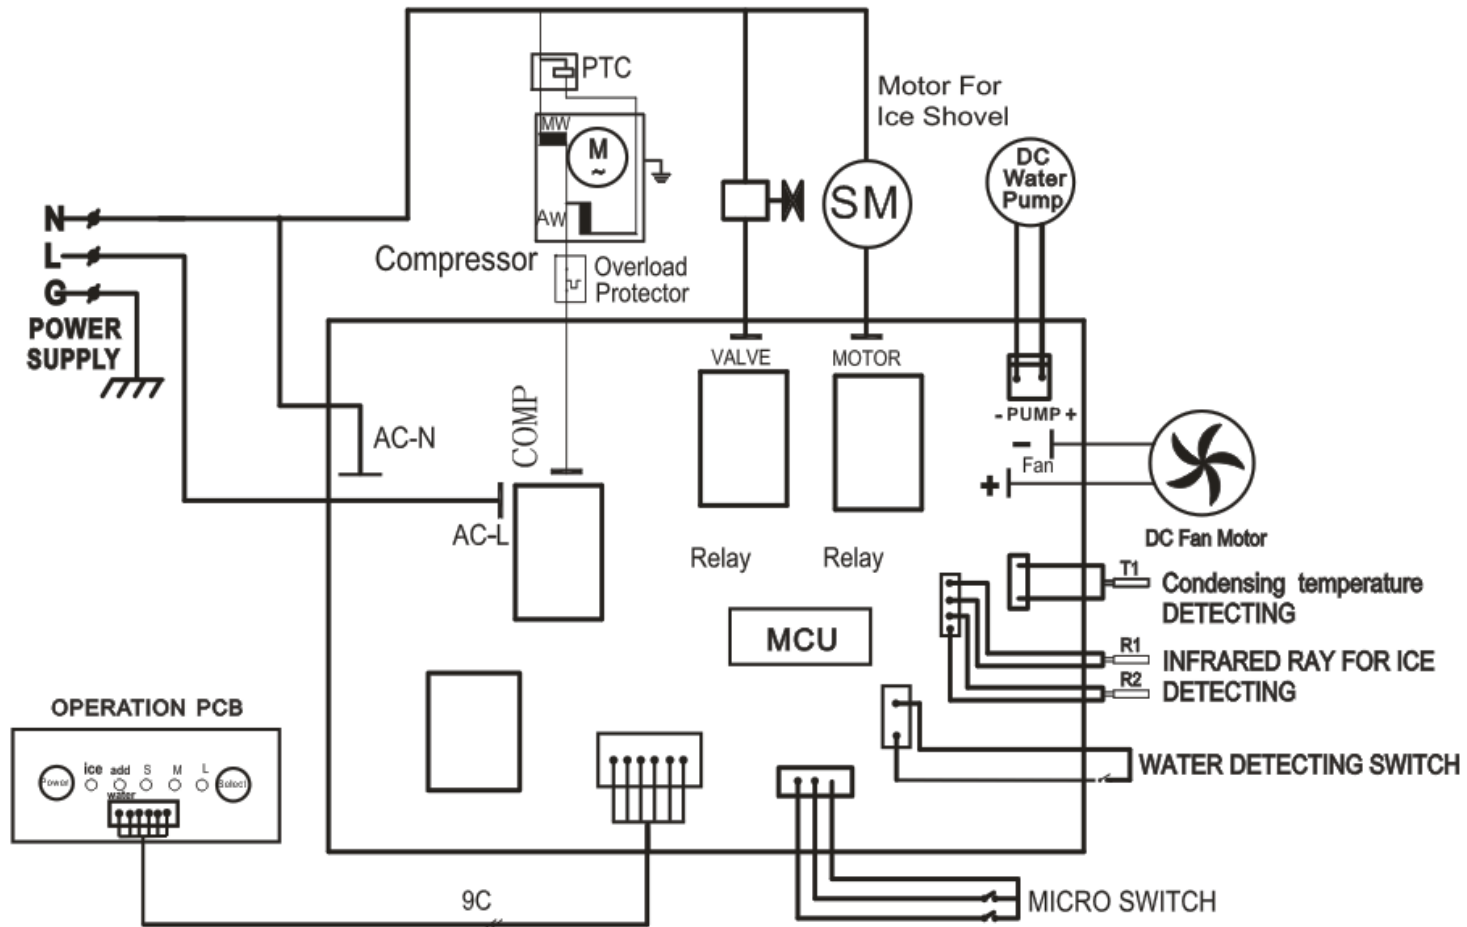 PTC
Motor For
Ice Shovel
MW
M
~
DC
Water
Pump
SM
AW
N
L
G
POWER
SUPPLY
Compressor
Overload
Protector
VALVE
MOTOR
COMP
AC-N
- PUMP +
-
Fan
+
AC-L
DC Fan Motor
Relay
Relay
T1
Condensing temperature
DETECTING
MCU
R1
INFRARED RAY FOR ICE
R2
DETECTING
OPERATION PCB
Power
ice
add
water
S
M
L
Select
WATER DETECTING SWITCH
9C
MICRO SWITCH